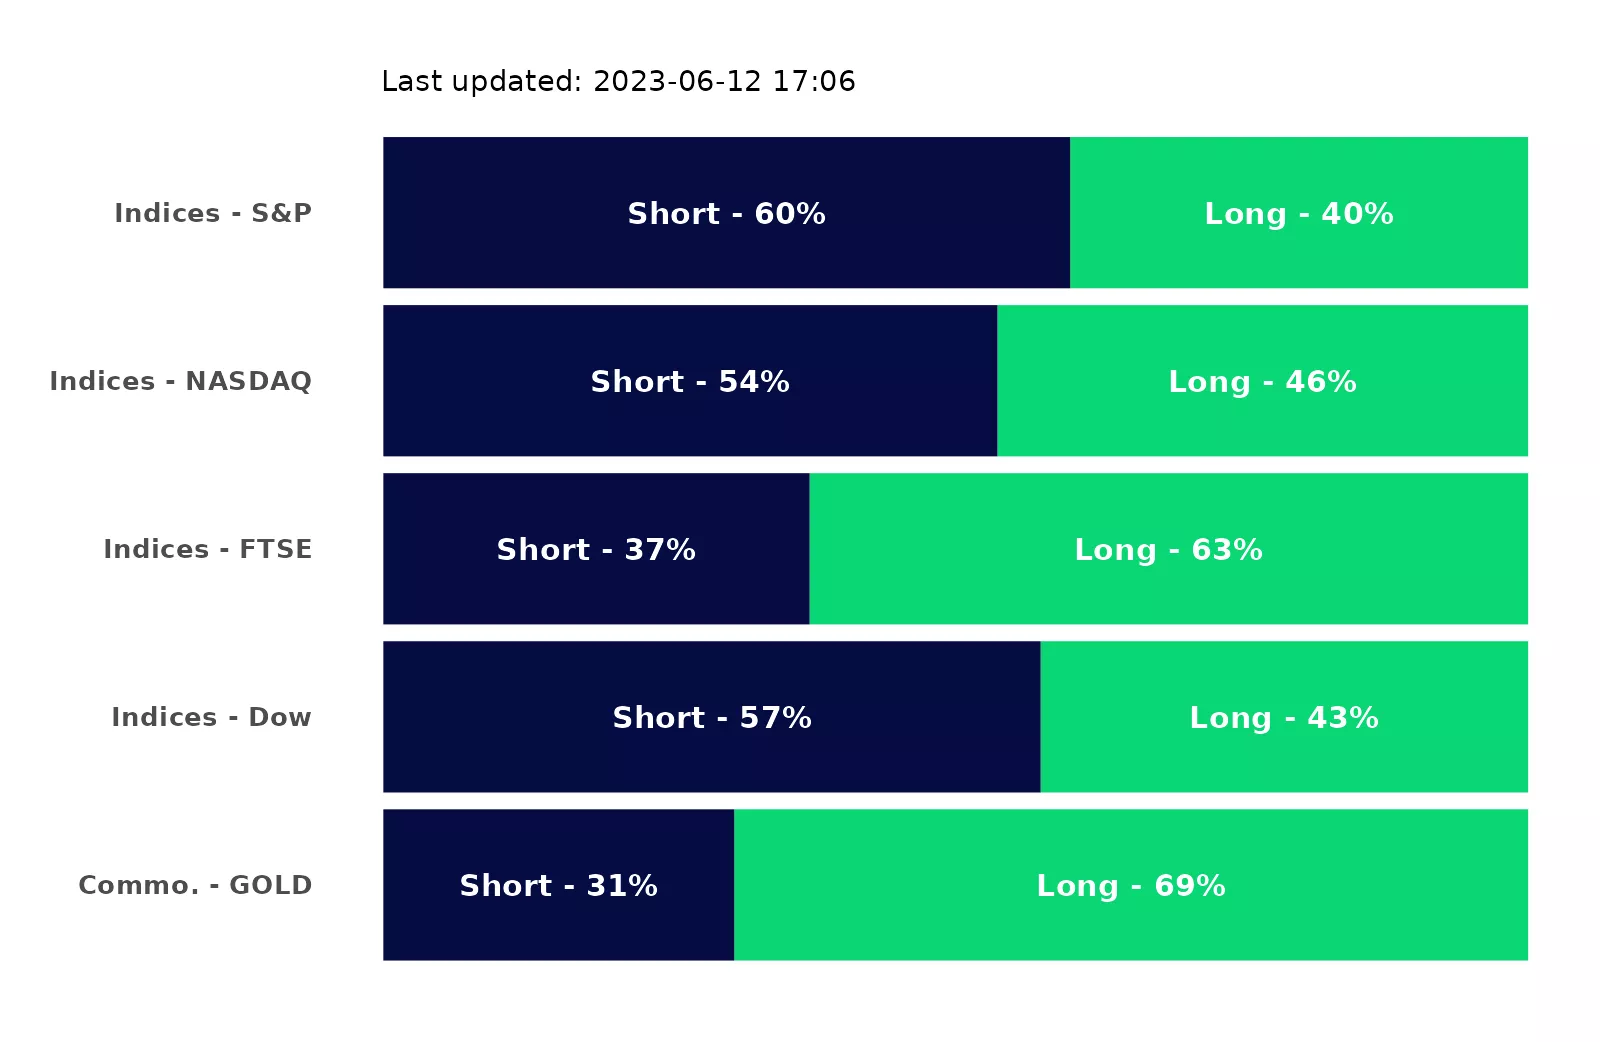 Last updated: 2023-06-12 17:06
Indices - S&P Short - 60% Long - 40%
Indices - NASDAQ Short - 54% Long - 46%
Indices - FTSE Short - 37% Long - 63%
Indices - Dow Short - 57% Long - 43%
Commo. - GOLD Short - 31% Long - 69%